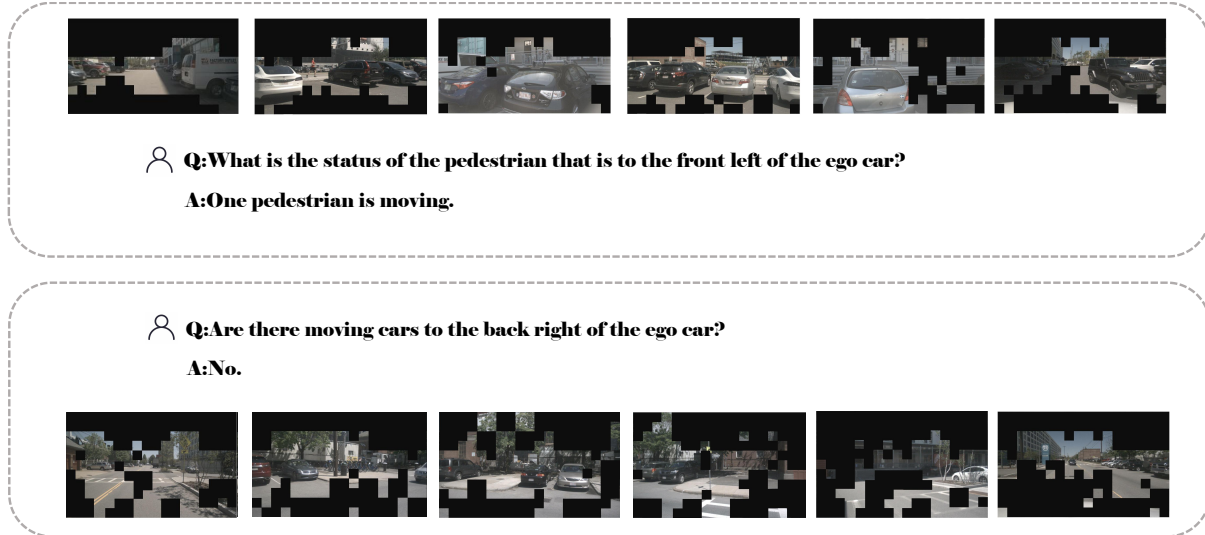 Q:What is the status of the pedestrian that is to the front left of the ego car?
A:One pedestrian is moving.
Q:Are there moving cars to the back right of the ego car?
A:No.